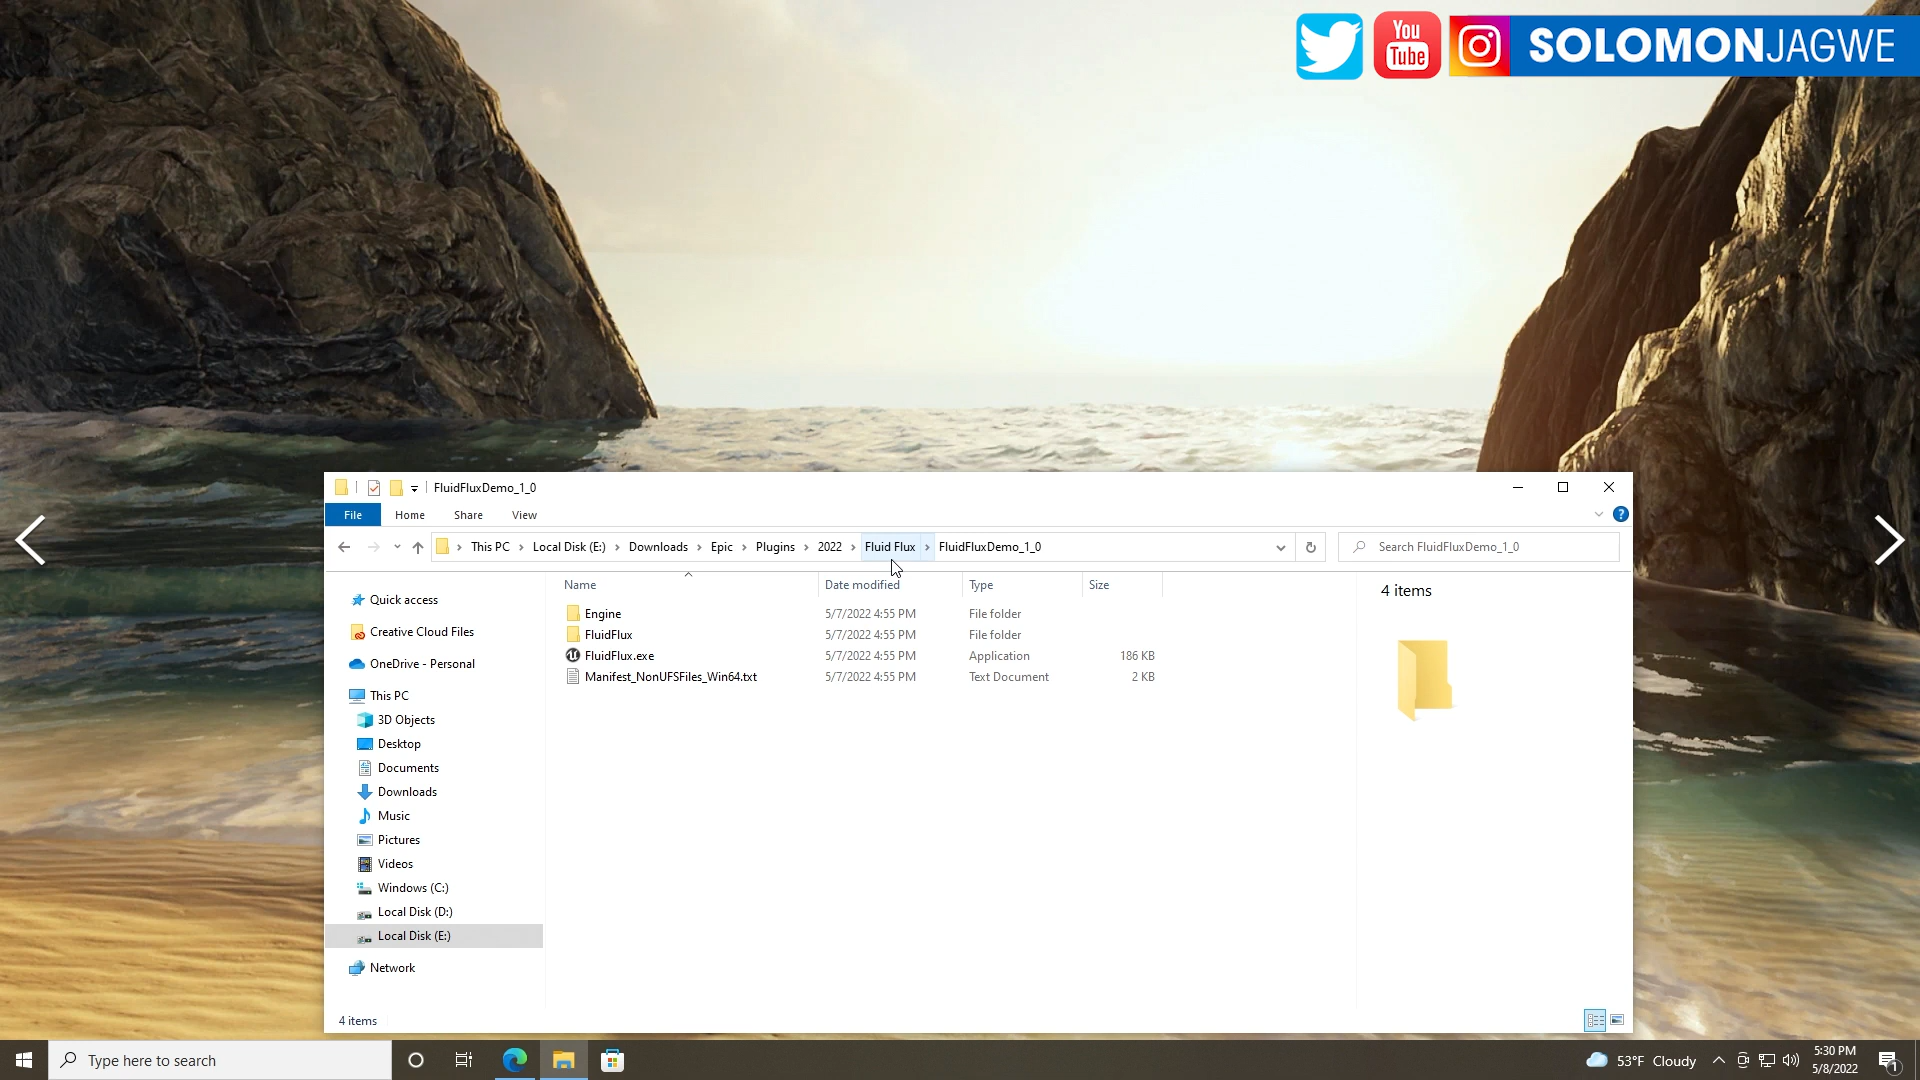 You
Tube
SOLOMONJAGWE
FluidFluxDemo_1_0
File Home Share View
This PC Local Disk (E:) Downloads Epic Plugins 2022 Fluid Flux FluidFluxDemo_1_0
Search FluidFluxDemo_1_0
Name Date modified Type Size
Engine 5/7/2022 4:55 PM File folder
FluidFlux 5/7/2022 4:55 PM File folder
FluidFlux.exe 5/7/2022 4:55 PM Application 186 KB
Manifest_NonUFSFiles_Win64.txt 5/7/2022 4:55 PM Text Document 2 KB
4 items
Quick access
Creative Cloud Files
OneDrive - Personal
This PC
3D Objects
Desktop
Documents
Downloads
Music
Pictures
Videos
Windows (C:)
Local Disk (D:)
Local Disk (E:)
Network
4 items
Type here to search
53°F Cloudy
5:30 PM
5/8/2022
1